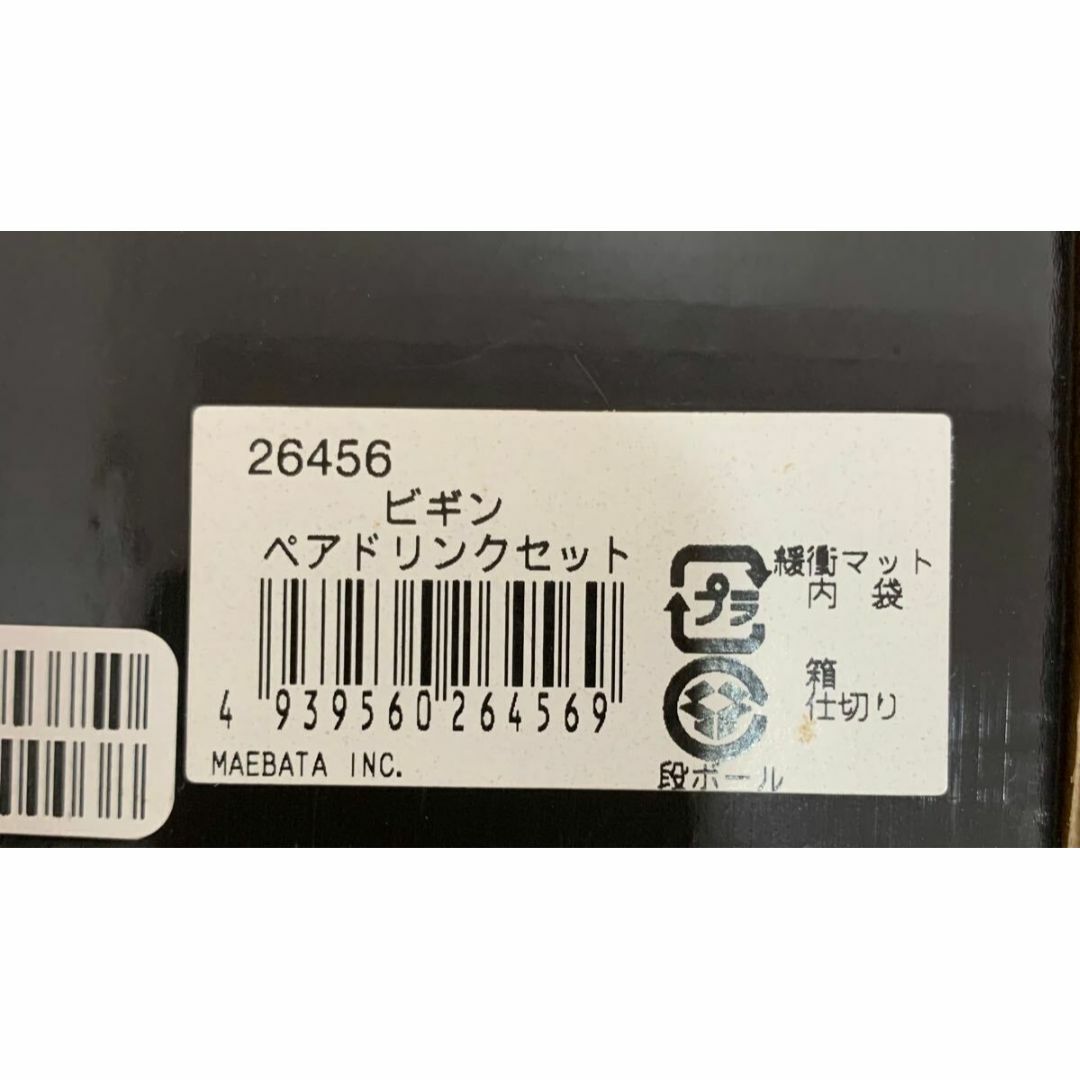 26456
ビギン
ペアドリンクセット
4 939560 264569
MAEBATA INC.
プラ
緩衝マット
内 袋
箱
仕切り
段ボール